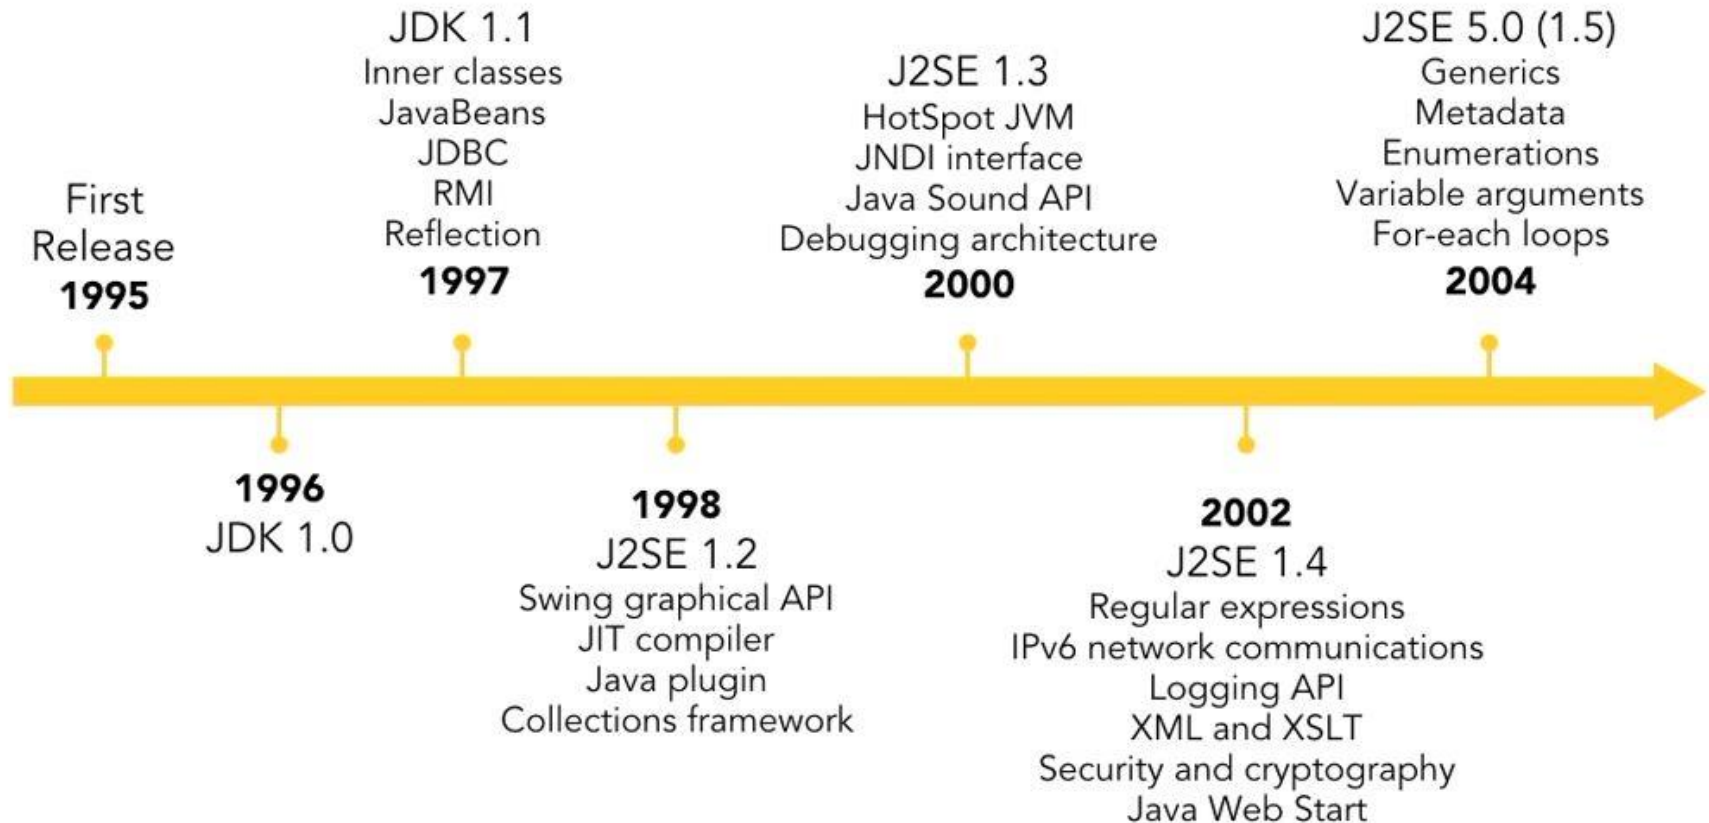 First
Release
1995
1996
JDK 1.0
JDK 1.1
Inner classes
JavaBeans
JDBC
RMI
Reflection
1997
1998
J2SE 1.2
Swing graphical API
JIT compiler
Java plugin
Collections framework
J2SE 1.3
HotSpot JVM
JNDI interface
Java Sound API
Debugging architecture
2000
2002
J2SE 1.4
Regular expressions
IPv6 network communications
Logging API
XML and XSLT
Security and cryptography
Java Web Start
J2SE 5.0 (1.5)
Generics
Metadata
Enumerations
Variable arguments
For-each loops
2004